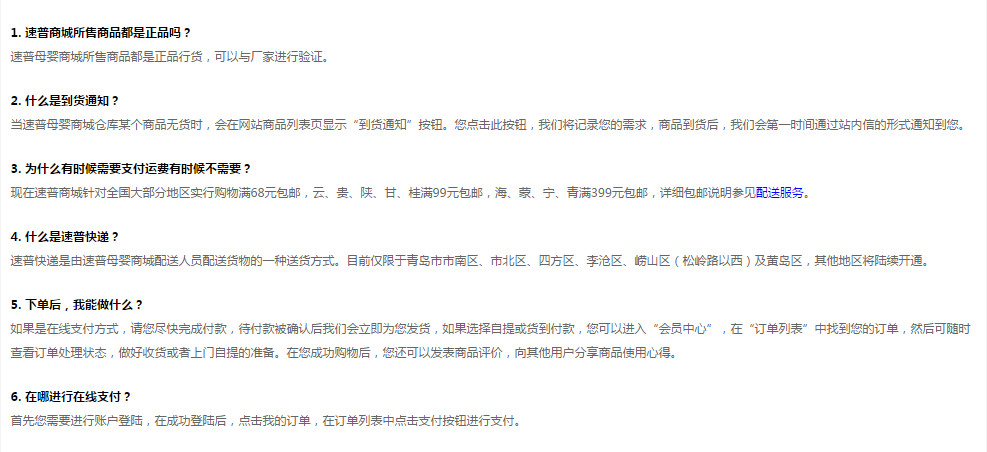 1. 速普商城所售商品都是正品吗？
速普母婴商城所售商品都是正品行货，可以与厂家进行验证。
2. 什么是到货通知？
当速普母婴商城仓库某个商品无货时，会在网站商品列表页显示“到货通知”按钮。您点击此按钮，我们将记录您的需求，商品到货后，我们会第一时间通过站内信的形式通知到您。
3. 为什么有时候需要支付运费有时候不需要？
现在速普商城针对全国大部分地区实行购物满68元包邮，云、贵、陕、甘、桂满99元包邮，海、蒙、宁、青满399元包邮，详细包邮说明参见配送服务。
4. 什么是速普快递？
速普快递是由速普母婴商城配送人员配送货物的一种送货方式。目前仅限于青岛市市南区、市北区、四方区、李沧区、崂山区（松岭路以西）及黄岛区，其他地区将陆续开通。
5. 下单后，我能做什么？
如果是在线支付方式，请您尽快完成付款，待付款被确认后我们会立即为您发货，如果选择自提或货到付款，您可以进入“会员中心”，在“订单列表”中找到您的订单，然后可随时
查看订单处理状态，做好收货或者上门自提的准备。在您成功购物后，您还可以发表商品评价，向其他用户分享商品使用心得。
6. 在哪进行在线支付？
首先您需要进行账户登陆，在成功登陆后，点击我的订单，在订单列表中点击支付按钮进行支付。